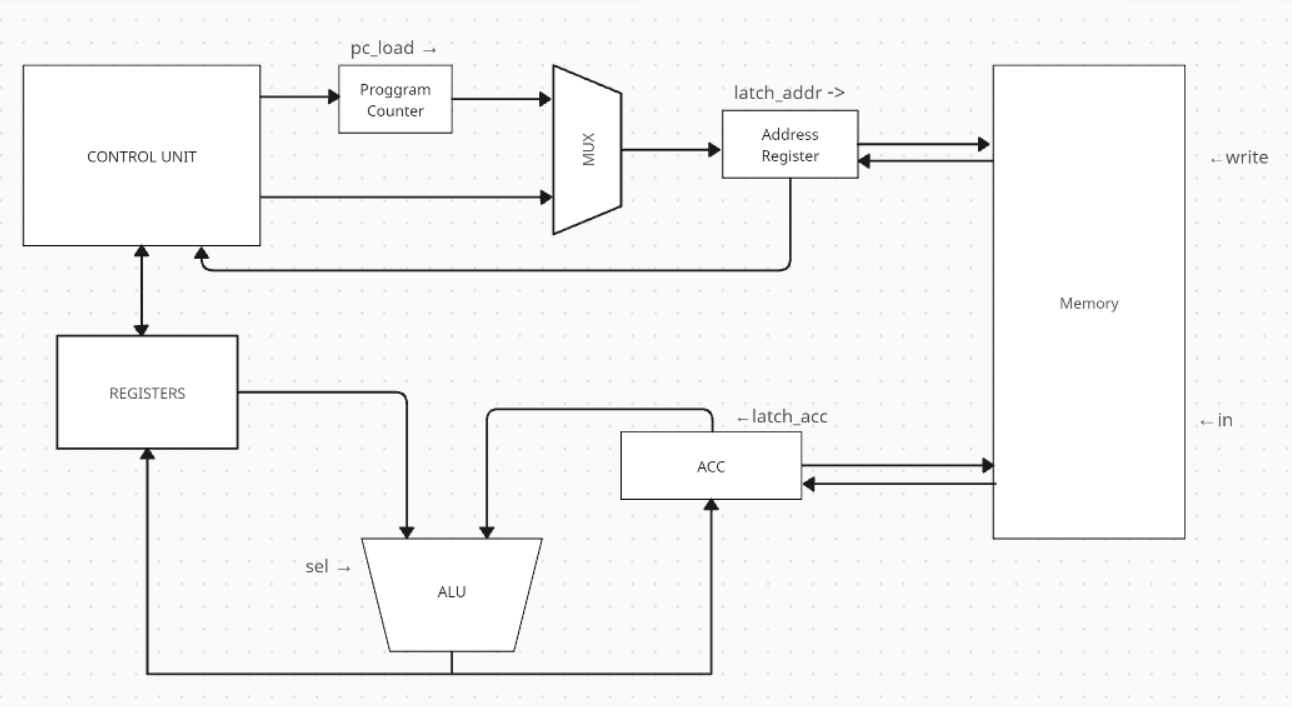 pc_load →
CONTROL UNIT
Proggram
Counter
MUX
latch_addr ->
Address
Register
←write
Memory
REGISTERS
←latch_acc
←in
ACC
sel →
ALU